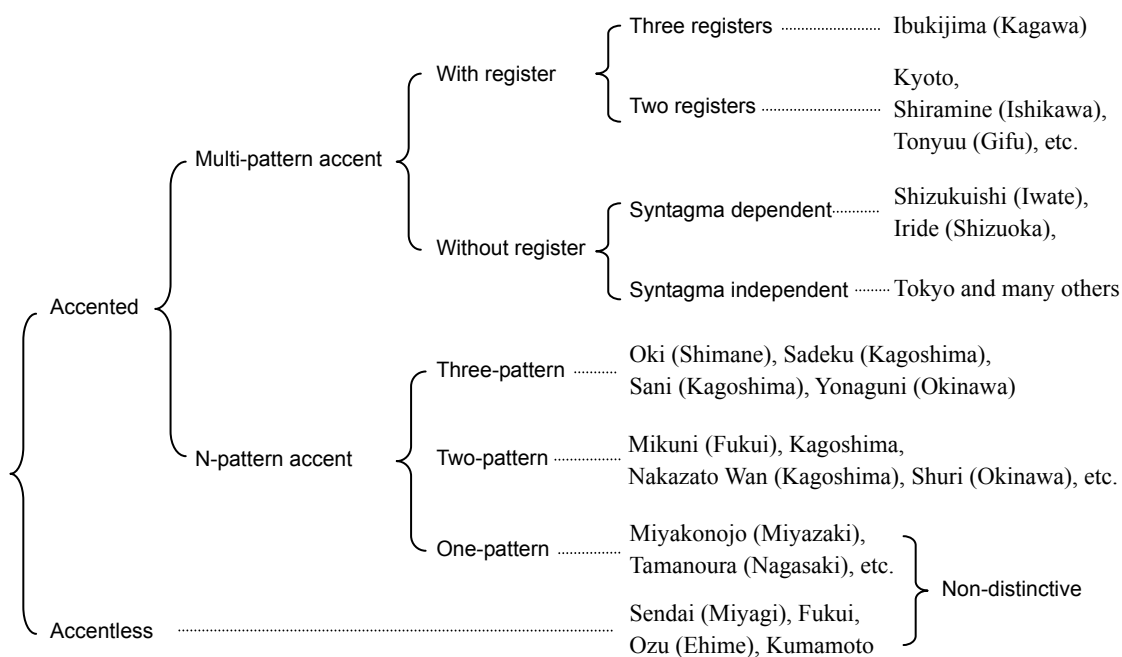 Three registers
Ibukijima (Kagawa)
With register
Two registers
Kyoto,
Shiramine (Ishikawa),
Tonyuu (Gifu), etc.
Multi-pattern accent
Syntagma dependent
Shizukuishi (Iwate),
Iride (Shizuoka),
Without register
Syntagma independent
Tokyo and many others
Accented
Three-pattern
Oki (Shimane), Sadeku (Kagoshima),
Sani (Kagoshima), Yonaguni (Okinawa)
N-pattern accent
Two-pattern
Mikuni (Fukui), Kagoshima,
Nakazato Wan (Kagoshima), Shuri (Okinawa), etc.
One-pattern
Miyakonojo (Miyazaki),
Tamanoura (Nagasaki), etc.
Non-distinctive
Accentless
Sendai (Miyagi), Fukui,
Ozu (Ehime), Kumamoto